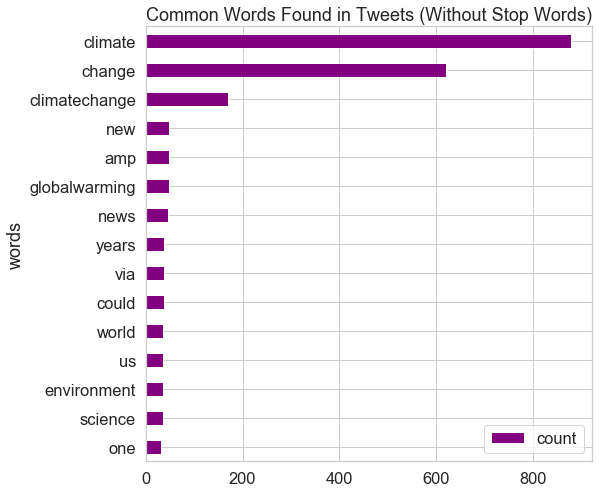 Common Words Found in Tweets (Without Stop Words)
climate
change
climatechange
new
amp
globalwarming
news
years
via
could
world
us
environment
science
one
words
0 200 400 600 800
count